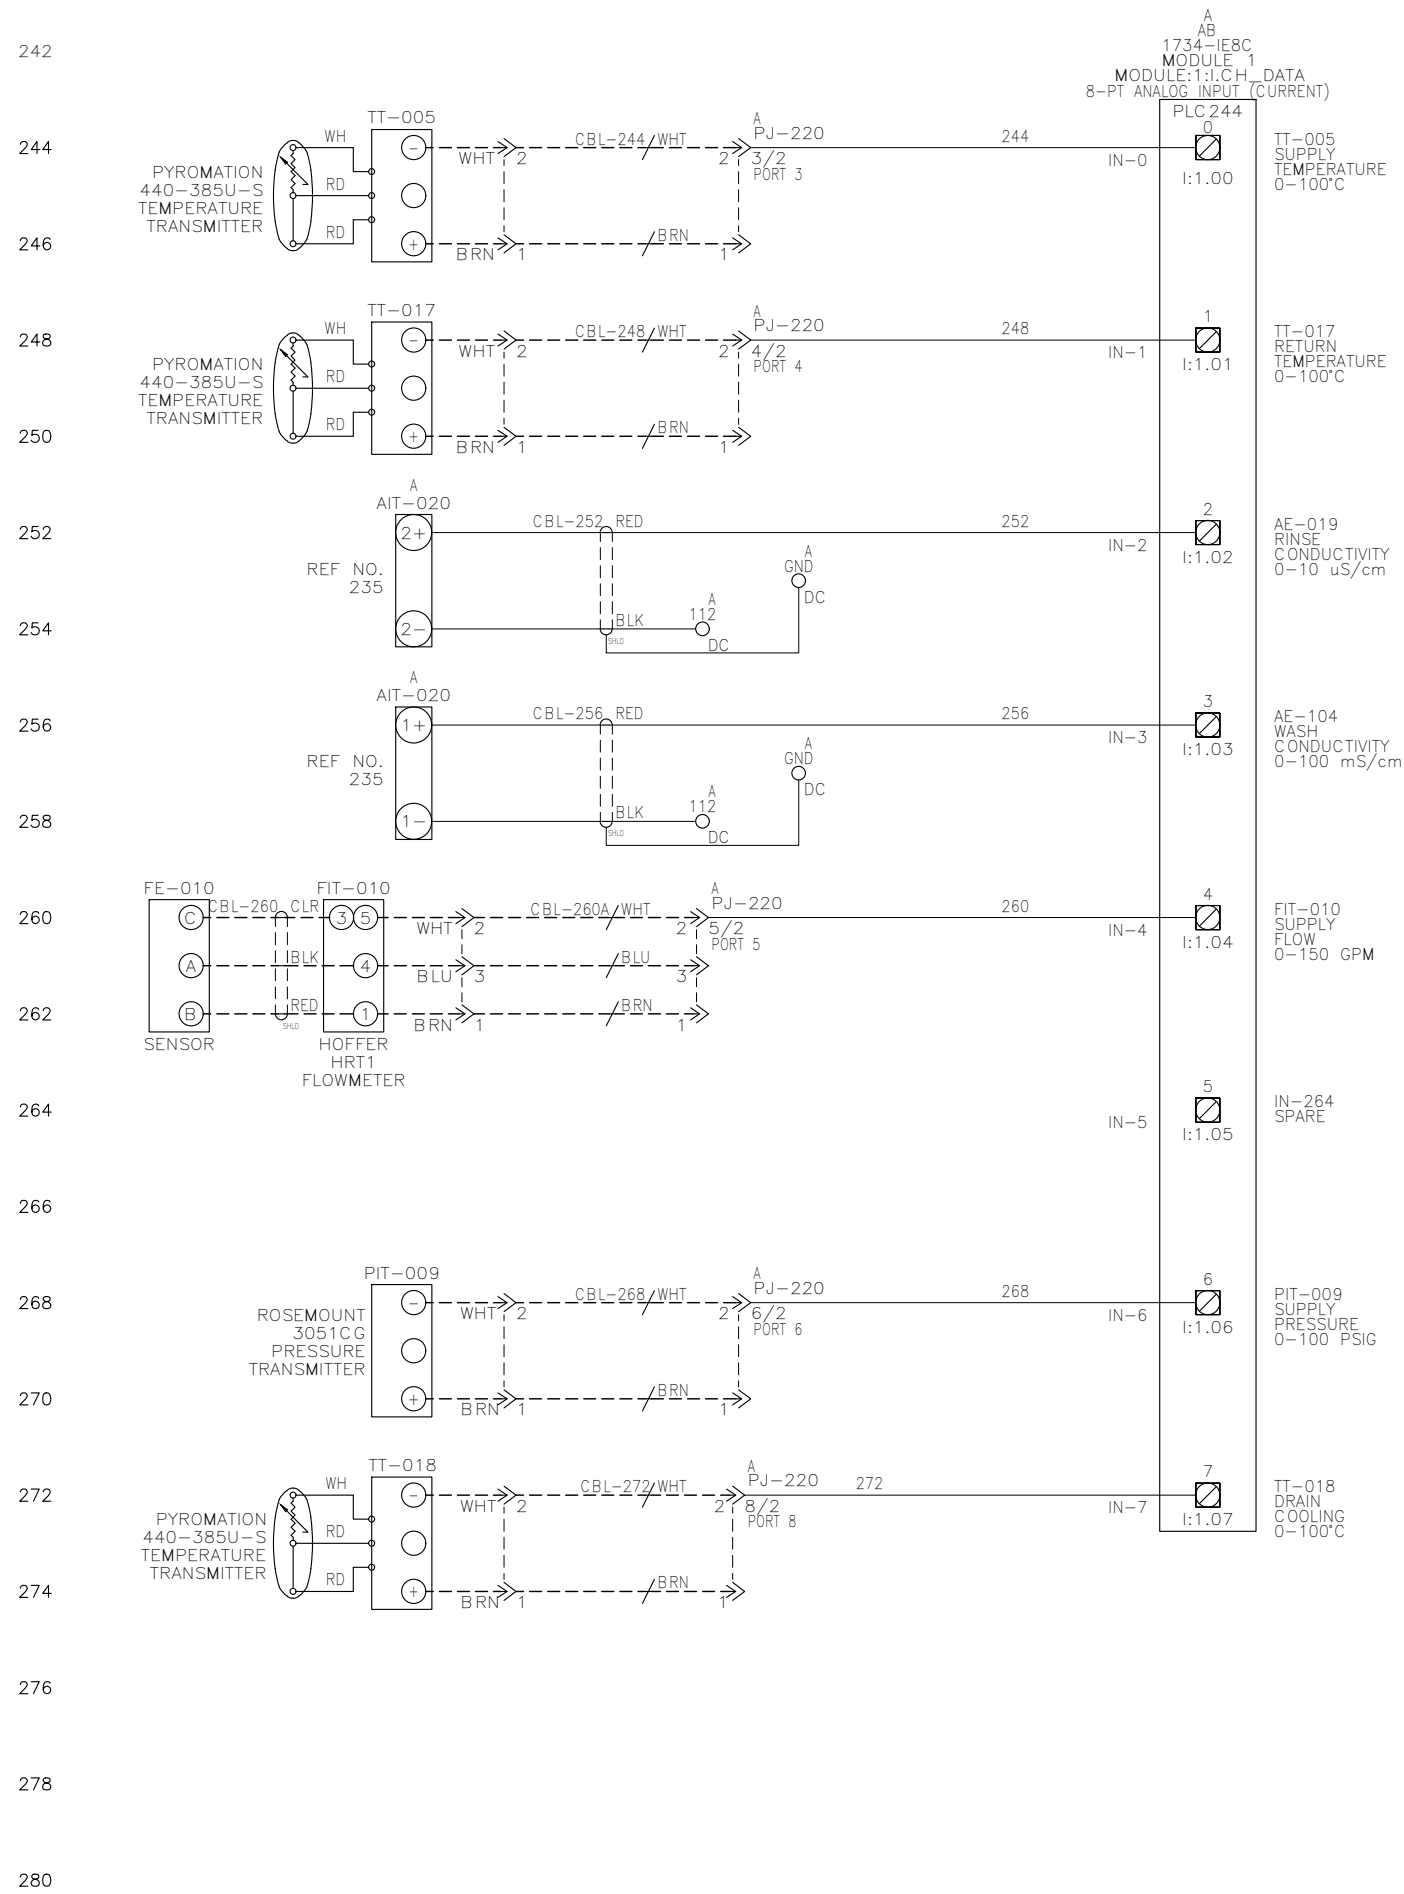 242
A
AB
1734-IE8C
MODULE 1
MODULE:1:I.CH_DATA
8-PT ANALOG INPUT (CURRENT)
PLC244
244
PYROMATION
440-385U-S
TEMPERATURE
TRANSMITTER
WH
RD
RD
TT-005
-
+
WHT
2
CBL-244
WHT
2
A
PJ-220
3/2
PORT 3
244
IN-0
0
I:1.00
TT-005
SUPPLY
TEMPERATURE
0-100°C
246
BRN
1
BRN
1
248
PYROMATION
440-385U-S
TEMPERATURE
TRANSMITTER
WH
RD
RD
TT-017
-
+
WHT
2
CBL-248
WHT
2
A
PJ-220
4/2
PORT 4
248
IN-1
1
I:1.01
TT-017
RETURN
TEMPERATURE
0-100°C
250
BRN
1
BRN
1
252
A
AIT-020
2+
2-
REF NO.
235
CBL-252
RED
252
IN-2
2
I:1.02
AE-019
RINSE
CONDUCTIVITY
0-10 uS/cm
254
BLK
SHLD
A
112
DC
A
GND
DC
256
A
AIT-020
1+
1-
REF NO.
235
CBL-256
RED
256
IN-3
3
I:1.03
AE-104
WASH
CONDUCTIVITY
0-100 mS/cm
258
BLK
SHLD
A
112
DC
A
GND
DC
260
FE-010
C
A
B
SENSOR
CBL-260
CLR
BLK
RED
SHLD
FIT-010
3
5
4
1
HOFFER
HRT1
FLOWMETER
WHT
2
CBL-260A
WHT
2
A
PJ-220
5/2
PORT 5
260
IN-4
4
I:1.04
FIT-010
SUPPLY
FLOW
0-150 GPM
BLU
3
BLU
3
262
BRN
1
BRN
1
264
IN-5
5
I:1.05
IN-264
SPARE
266
268
ROSEMOUNT
3051CG
PRESSURE
TRANSMITTER
PIT-009
-
+
WHT
2
CBL-268
WHT
2
A
PJ-220
6/2
PORT 6
268
IN-6
6
I:1.06
PIT-009
SUPPLY
PRESSURE
0-100 PSIG
270
BRN
1
BRN
1
272
PYROMATION
440-385U-S
TEMPERATURE
TRANSMITTER
WH
RD
RD
TT-018
-
+
WHT
2
CBL-272
WHT
2
A
PJ-220
8/2
PORT 8
272
IN-7
7
I:1.07
TT-018
DRAIN
COOLING
0-100°C
274
BRN
1
BRN
1
276
278
280